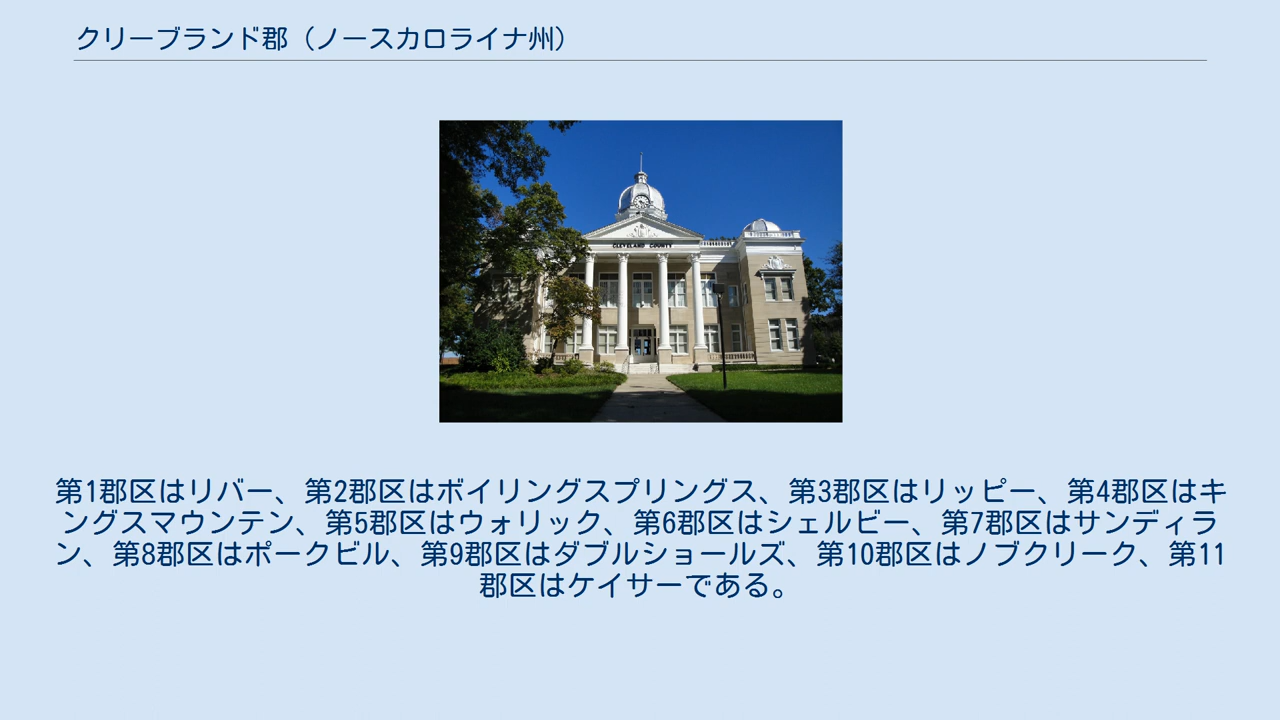 クリーブランド郡（ノースカロライナ州）
CLEVELAND COUNTY
第1郡区はリバー、第2郡区はボイリングスプリングス、第3郡区はリッピー、第4郡区はキ
ングスマウンテン、第5郡区はウォリック、第6郡区はシェルビー、第7郡区はサンディラ
ン、第8郡区はポークビル、第9郡区はダブルショールズ、第10郡区はノブクリーク、第11
郡区はケイサーである。